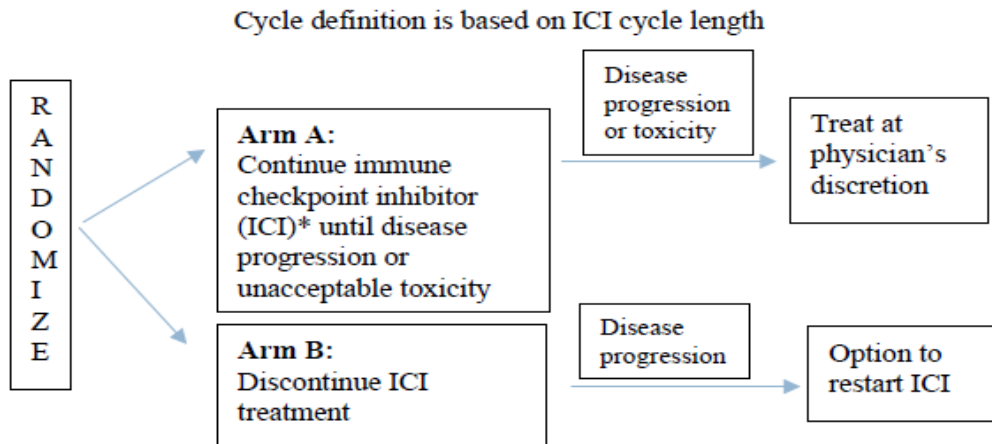 Cycle definition is based on ICI cycle length
R
A
N
D
O
M
I
Z
E
Arm A:
Continue immune
checkpoint inhibitor
(ICI)* until disease
progression or
unacceptable toxicity
Disease
progression
or toxicity
Treat at
physician's
discretion
Arm B:
Discontinue ICI
treatment
Disease
progression
Option to
restart ICI